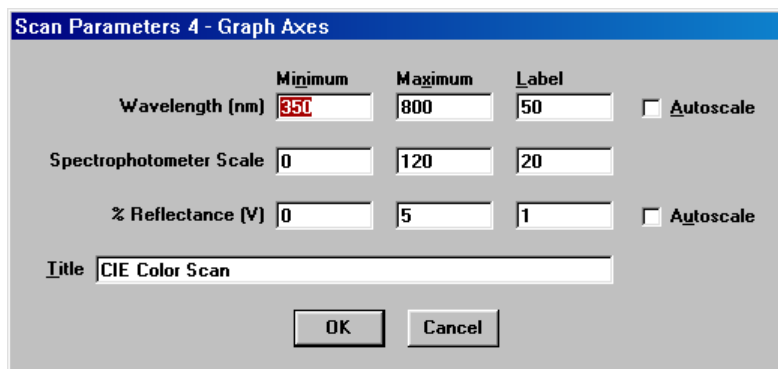 Scan Parameters 4 - Graph Axes
Minimum Maximum Label
Wavelength (nm) 350 800 50 Autoscale
Spectrophotometer Scale 0 120 20
% Reflectance (V) 0 5 1 Autoscale
Title CIE Color Scan
OK Cancel